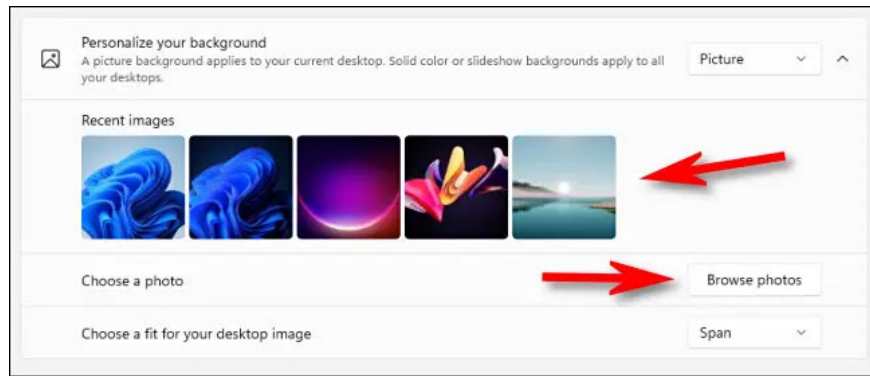 Personalize your background
A picture background applies to your current desktop. Solid color or slideshow backgrounds apply to all
your desktops.
Picture
Recent images
Choose a photo
Browse photos
Choose a fit for your desktop image
Span